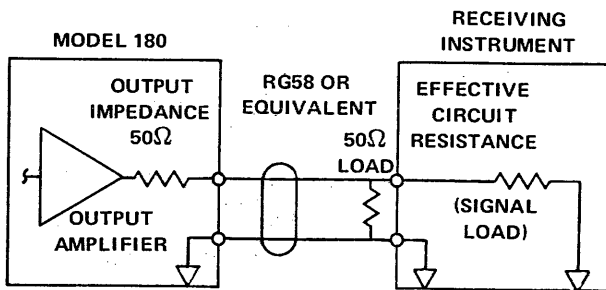 MODEL 180
OUTPUT
IMPEDANCE
50Ω
OUTPUT
AMPLIFIER
RG58 OR
EQUIVALENT
50Ω
LOAD
RECEIVING
INSTRUMENT
EFFECTIVE
CIRCUIT
RESISTANCE
(SIGNAL
LOAD)